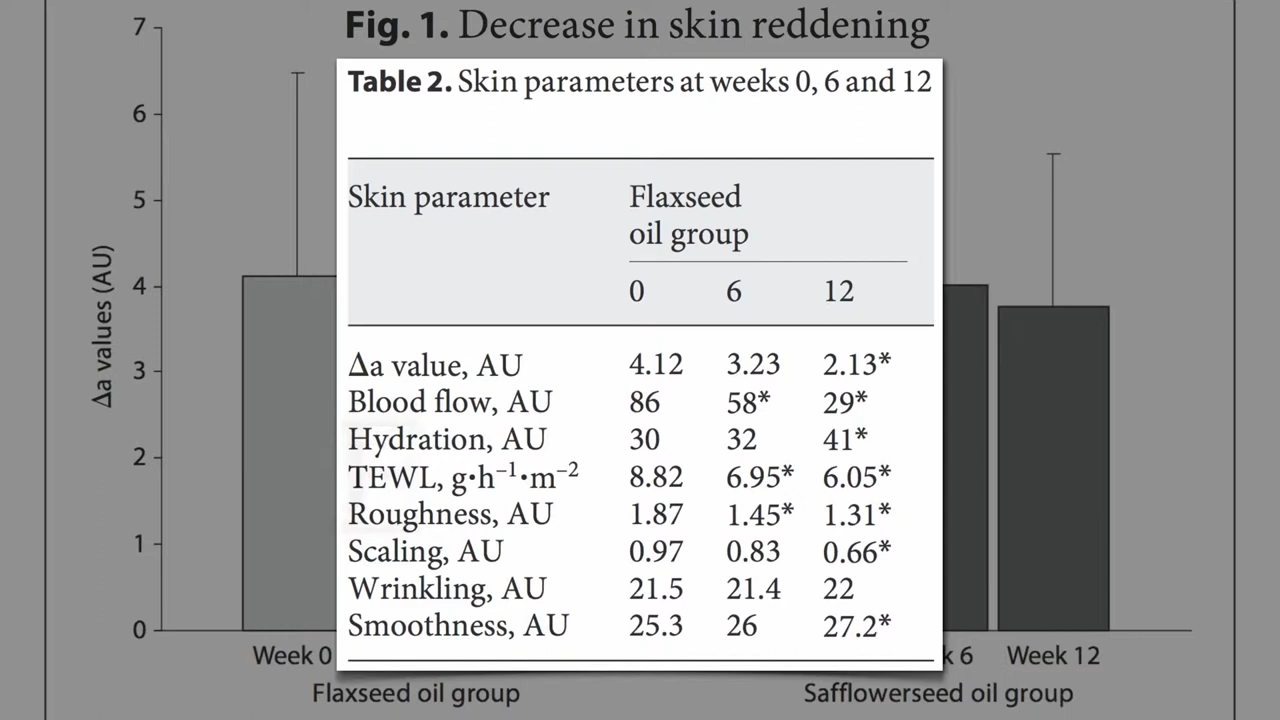 Fig. 1. Decrease in skin reddening
Table 2. Skin parameters at weeks 0, 6 and 12
Skin parameter Flaxseed
oil group
0 6 12
Δa value, AU 4.12 3.23 2.13*
Blood flow, AU 86 58* 29*
Hydration, AU 30 32 41*
TEWL, g·h⁻¹·m⁻² 8.82 6.95* 6.05*
Roughness, AU 1.87 1.45* 1.31*
Scaling, AU 0.97 0.83 0.66*
Wrinkling, AU 21.5 21.4 22
Smoothness, AU 25.3 26 27.2*
Δa values (AU)
7
6
5
4
3
2
1
0
Week 0 k 6 Week 12
Flaxseed oil group Safflowerseed oil group